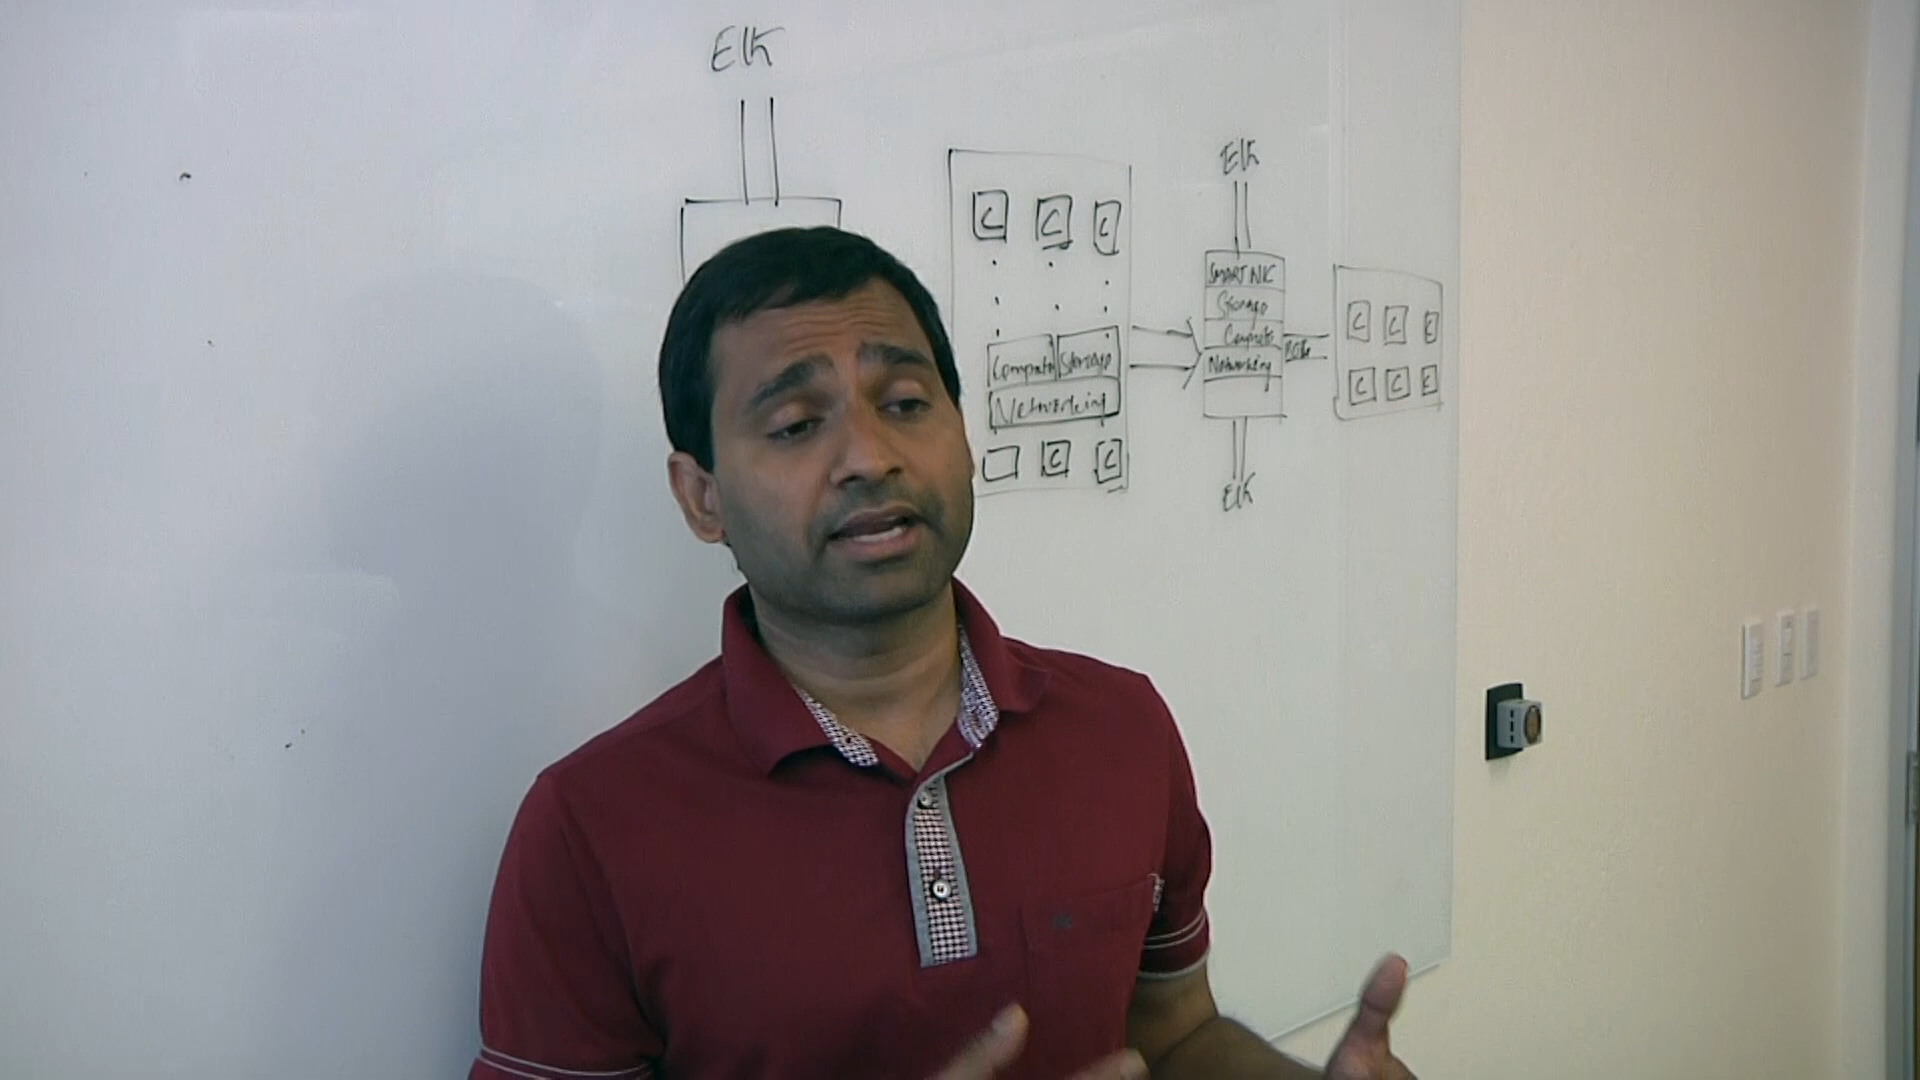 Elk
C C C
Compute Storage
Networking
C C
Elk
SMART NIC
Storage
Compute
Networking
Elk
C C C
C C C